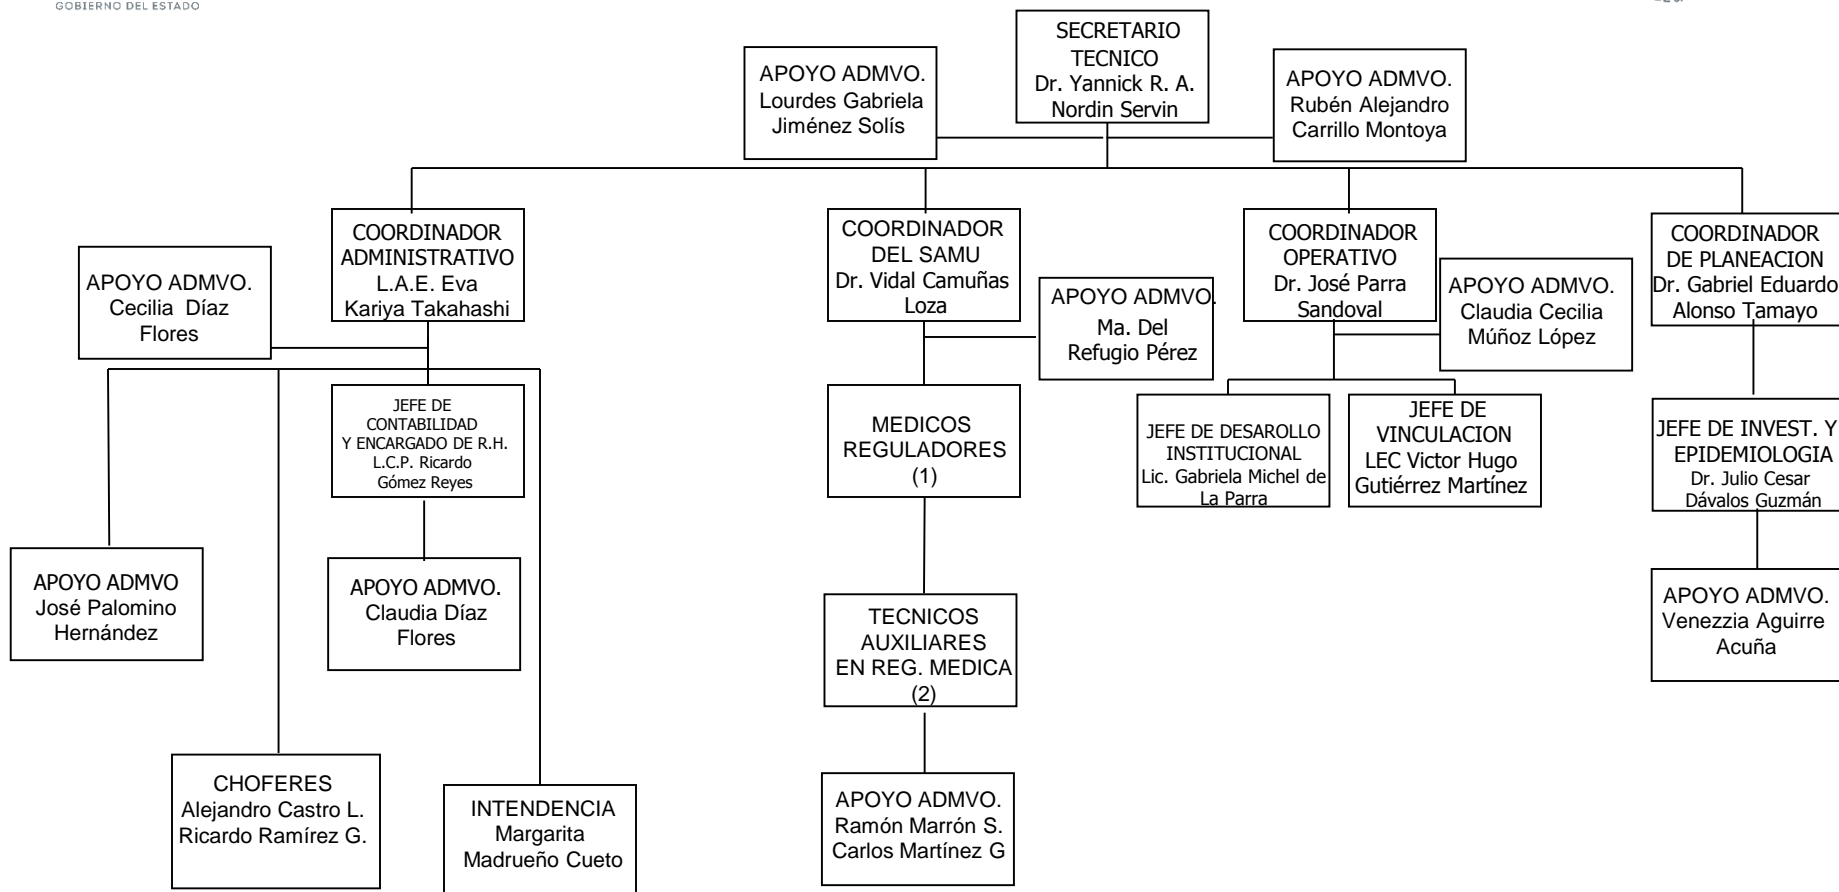 GOBIERNO DEL ESTADO
SECRETARIO
TECNICO
Dr. Yannick R. A.
Nordin Servin
APOYO ADMVO.
Lourdes Gabriela
Jiménez Solís
APOYO ADMVO.
Rubén Alejandro
Carrillo Montoya
COORDINADOR
ADMINISTRATIVO
L.A.E. Eva
Kariya Takahashi
COORDINADOR
DEL SAMU
Dr. Vidal Camuñas
Loza
COORDINADOR
OPERATIVO
Dr. José Parra
Sandoval
COORDINADOR
DE PLANEACION
Dr. Gabriel Eduardo
Alonso Tamayo
APOYO ADMVO.
Cecilia Díaz
Flores
APOYO ADMVO.
Ma. Del
Refugio Pérez
APOYO ADMVO.
Claudia Cecilia
Múñoz López
JEFE DE
CONTABILIDAD
Y ENCARGADO DE R.H.
L.C.P. Ricardo
Gómez Reyes
MEDICOS
REGULADORES
(1)
JEFE DE DESAROLLO
INSTITUCIONAL
Lic. Gabriela Michel de
La Parra
JEFE DE
VINCULACION
LEC Victor Hugo
Gutiérrez Martínez
JEFE DE INVEST. Y
EPIDEMIOLOGIA
Dr. Julio Cesar
Dávalos Guzmán
APOYO ADMVO
José Palomino
Hernández
APOYO ADMVO.
Claudia Díaz
Flores
TECNICOS
AUXILIARES
EN REG. MEDICA
(2)
APOYO ADMVO.
Venezzia Aguirre
Acuña
CHOFERES
Alejandro Castro L.
Ricardo Ramírez G.
INTENDENCIA
Margarita
Madrueño Cueto
APOYO ADMVO.
Ramón Marrón S.
Carlos Martínez G